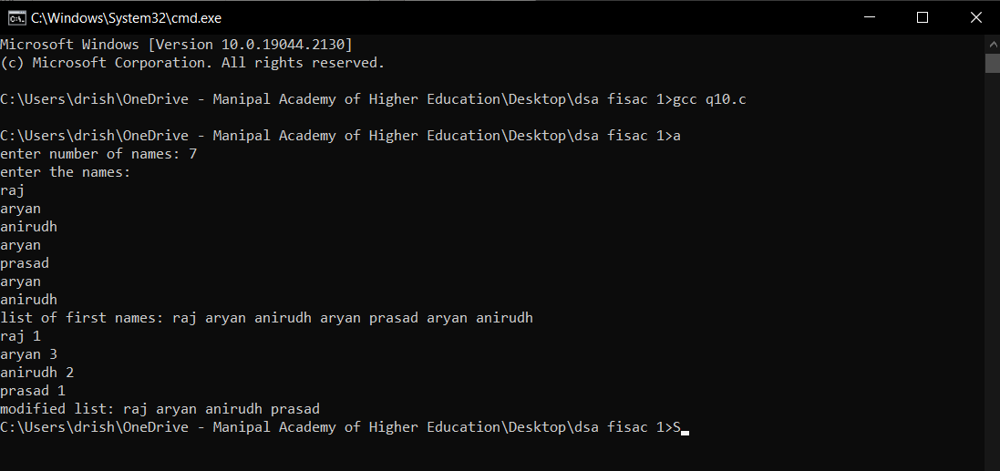 C:\Windows\System32\cmd.exe
Microsoft Windows [Version 10.0.19044.2130]
(c) Microsoft Corporation. All rights reserved.
C:\Users\drish\OneDrive - Manipal Academy of Higher Education\Desktop\dsa fisac 1>gcc q10.c
C:\Users\drish\OneDrive - Manipal Academy of Higher Education\Desktop\dsa fisac 1>a
enter number of names: 7
enter the names:
raj
aryan
anirudh
aryan
prasad
aryan
anirudh
list of first names: raj aryan anirudh aryan prasad aryan anirudh
raj 1
aryan 3
anirudh 2
prasad 1
modified list: raj aryan anirudh prasad
C:\Users\drish\OneDrive - Manipal Academy of Higher Education\Desktop\dsa fisac 1>S